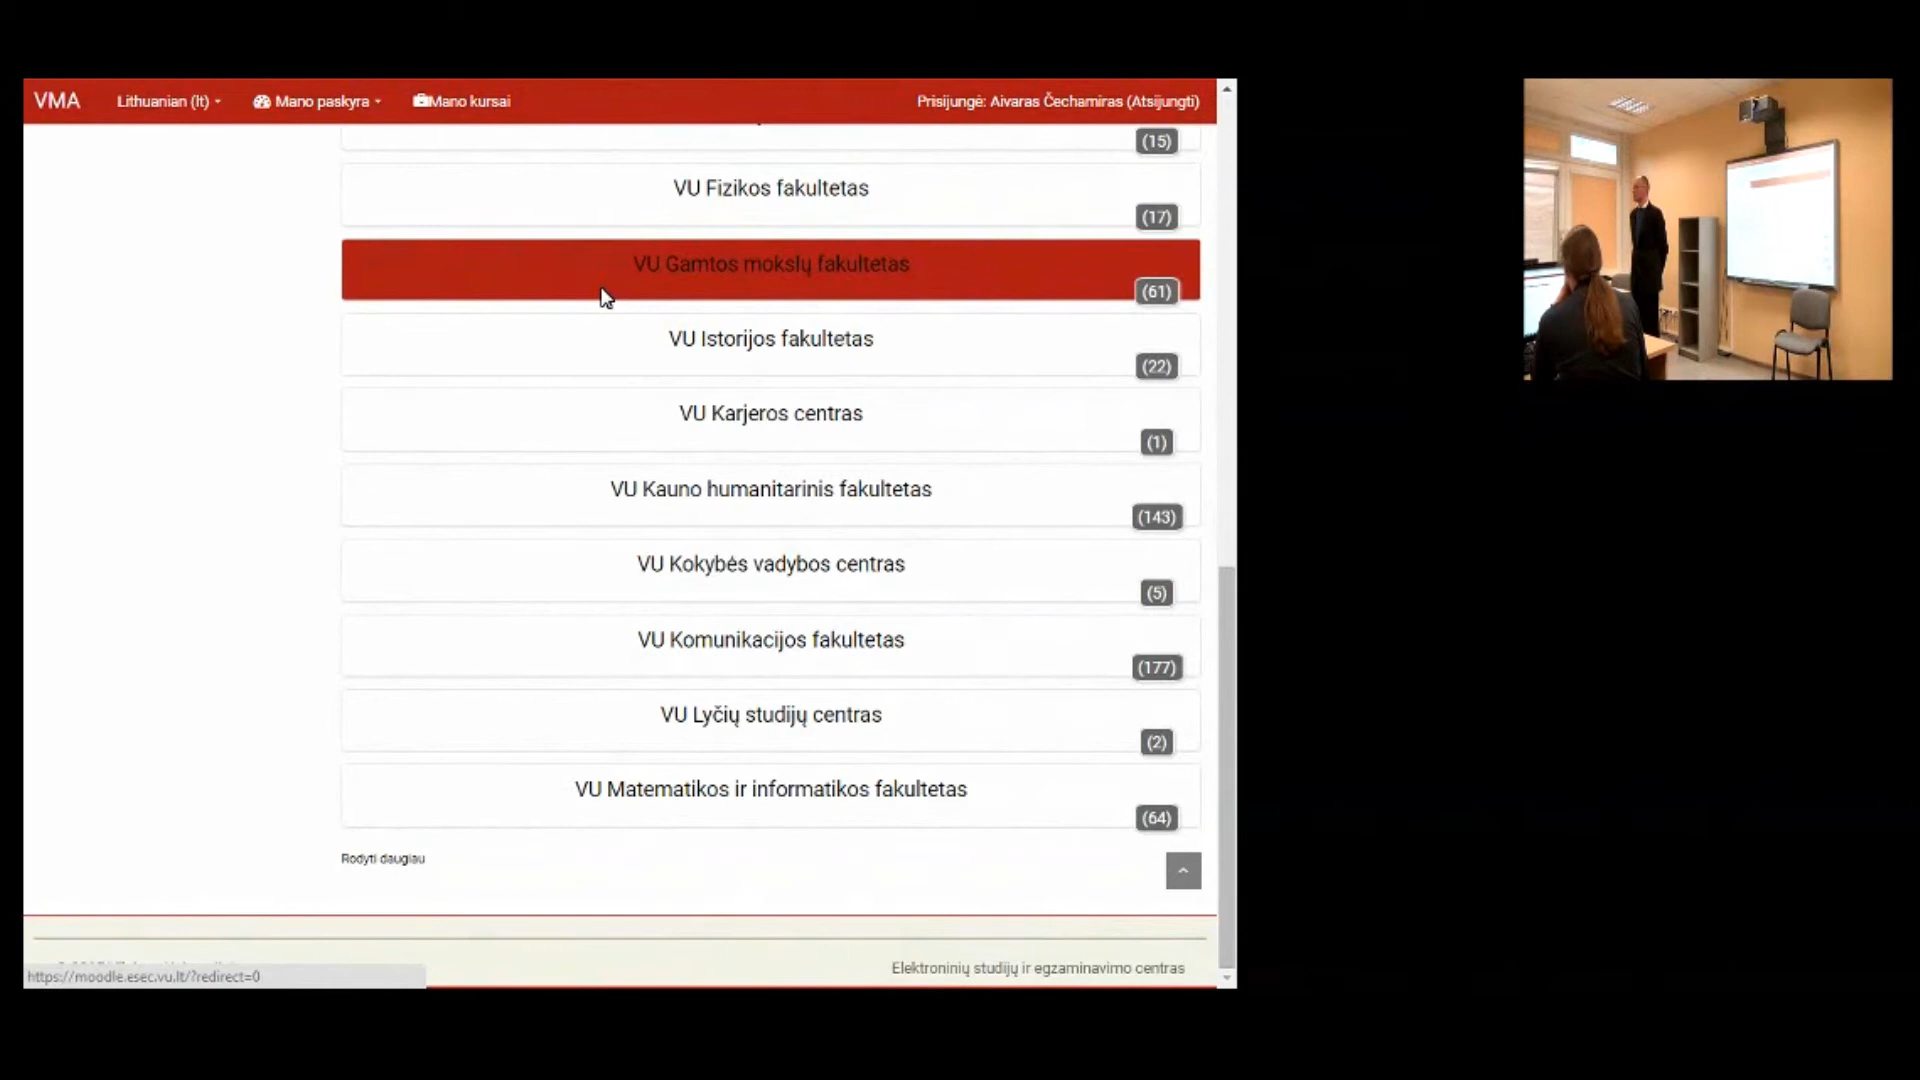 VMA Lithuanian (lt) Mano paskyra Mano kursai Prisijungė: Aivaras Čechamiras (Atsijungti)
(15)
VU Fizikos fakultetas
(17)
VU Gamtos mokslų fakultetas
(61)
VU Istorijos fakultetas
(22)
VU Karjeros centras
(1)
VU Kauno humanitarinis fakultetas
(143)
VU Kokybės vadybos centras
(5)
VU Komunikacijos fakultetas
(177)
VU Lyčių studijų centras
(2)
VU Matematikos ir informatikos fakultetas
(64)
Rodyti daugiau
Elektroninių studijų ir egzaminavimo centras
https://moodle.esec.vu.lt/?redirect=0